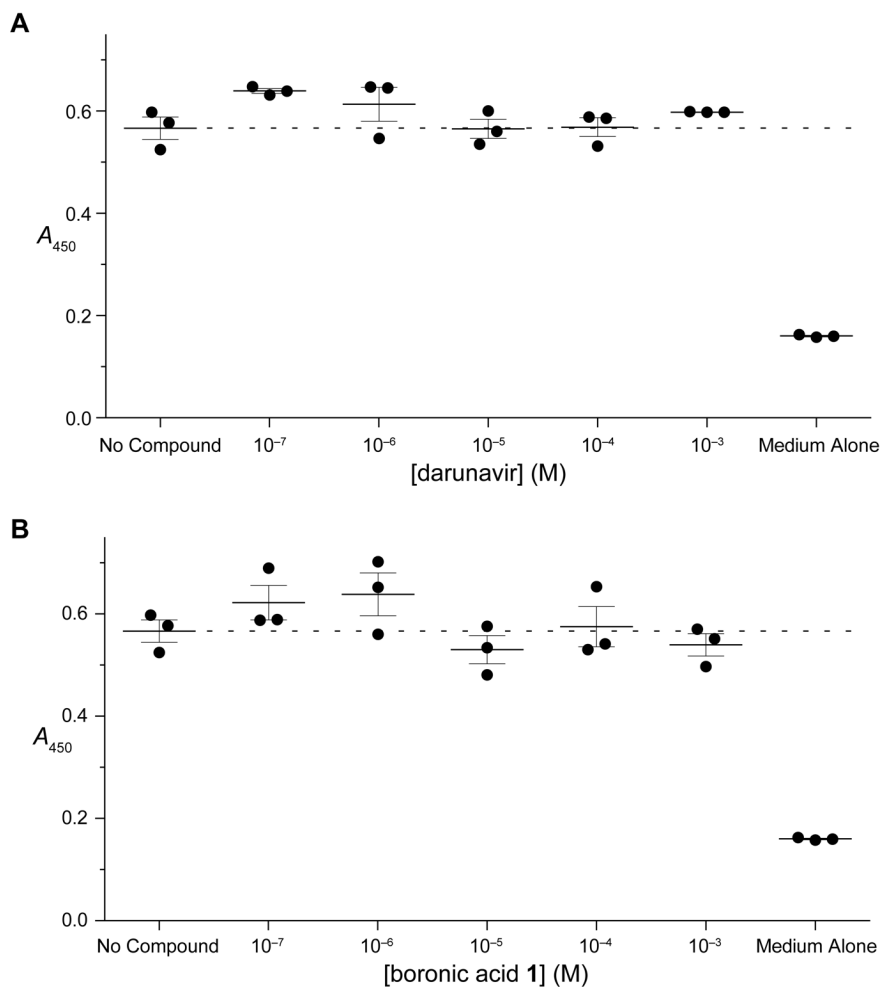 A
0.6
0.4
A450
0.2
0.0
No Compound 10⁻⁷ 10⁻⁶ 10⁻⁵ 10⁻⁴ 10⁻³ Medium Alone
[darunavir] (M)
B
0.6
0.4
A450
0.2
0.0
No Compound 10⁻⁷ 10⁻⁶ 10⁻⁵ 10⁻⁴ 10⁻³ Medium Alone
[boronic acid 1] (M)